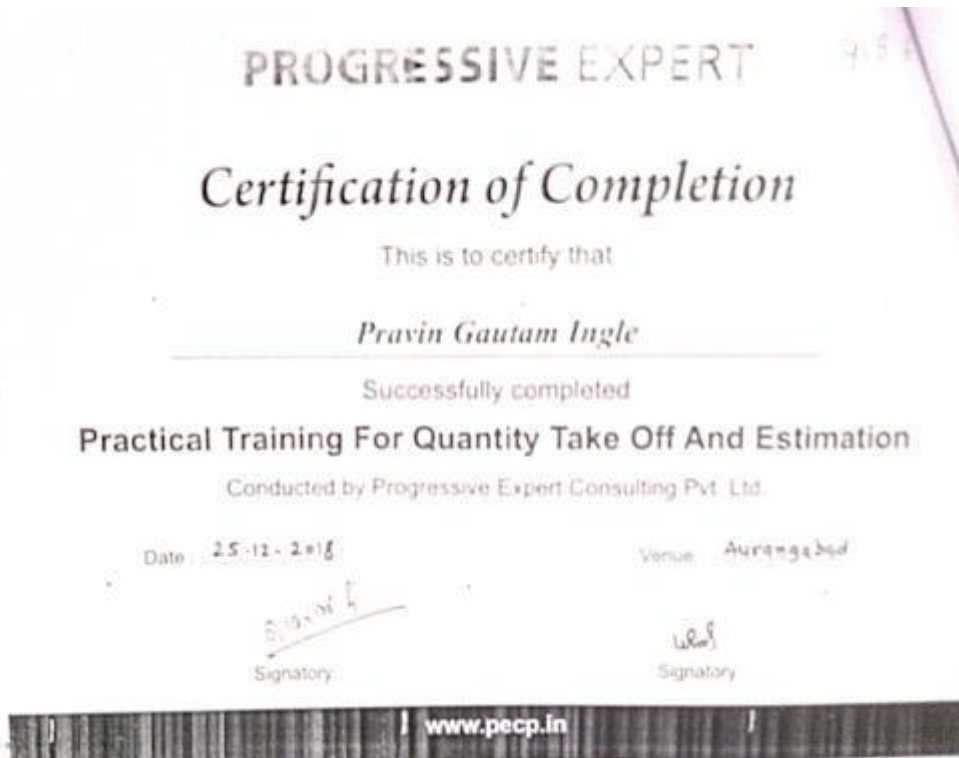 PROGRESSIVE EXPERT
Certification of Completion
This is to certify that
Pravin Gautam Ingle
Successfully completed
Practical Training For Quantity Take Off And Estimation
Conducted by Progressive Expert Consulting Pvt. Ltd.
Date : 25-12-2018 Venue : Aurangabad
Signatory Signatory
www.pecp.in